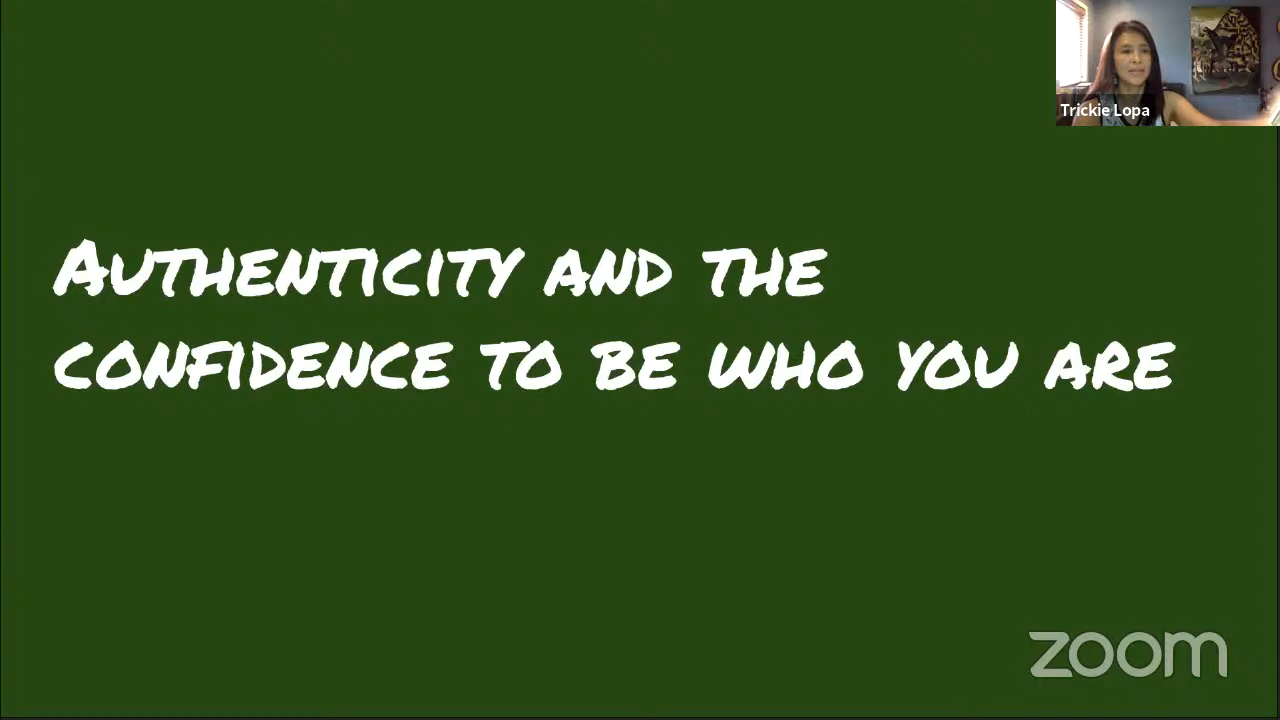 Trickie Lopa
Authenticity and the
confidence to be who you are
zoom